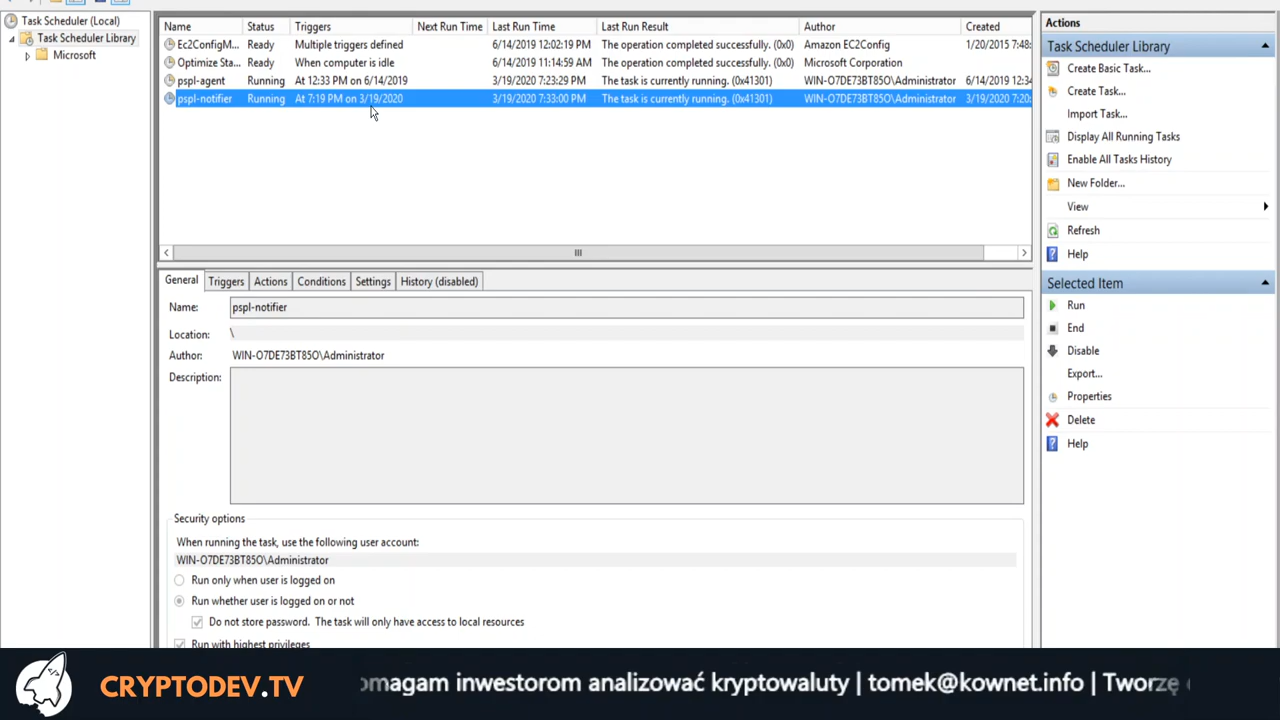 Task Scheduler (Local)
Task Scheduler Library
Microsoft
Name Status Triggers Next Run Time Last Run Time Last Run Result Author Created
Ec2ConfigM... Ready Multiple triggers defined 6/14/2019 12:02:19 PM The operation completed successfully. (0x0) Amazon EC2Config 1/20/2015 7:48:
Optimize Sta... Ready When computer is idle 6/14/2019 11:14:59 AM The operation completed successfully. (0x0) Microsoft Corporation
pspl-agent Running At 12:33 PM on 6/14/2019 3/19/2020 7:23:29 PM The task is currently running. (0x41301) WIN-O7DE73BT85O\Administrator 6/14/2019 12:34
pspl-notifier Running At 7:19 PM on 3/19/2020 3/19/2020 7:33:00 PM The task is currently running. (0x41301) WIN-O7DE73BT85O\Administrator 3/19/2020 7:20:
General Triggers Actions Conditions Settings History (disabled)
Name: pspl-notifier
Location: \
Author: WIN-O7DE73BT85O\Administrator
Description:
Security options
When running the task, use the following user account:
WIN-O7DE73BT85O\Administrator
Run only when user is logged on
Run whether user is logged on or not
Do not store password. The task will only have access to local resources
Run with highest privileges
Actions
Task Scheduler Library
Create Basic Task...
Create Task...
Import Task...
Display All Running Tasks
Enable All Tasks History
New Folder...
View
Refresh
Help
Selected Item
Run
End
Disable
Export...
Properties
Delete
Help
CRYPTODEV.TV
omagam inwestorom analizować kryptowaluty | tomek@kownet.info | Tworzę